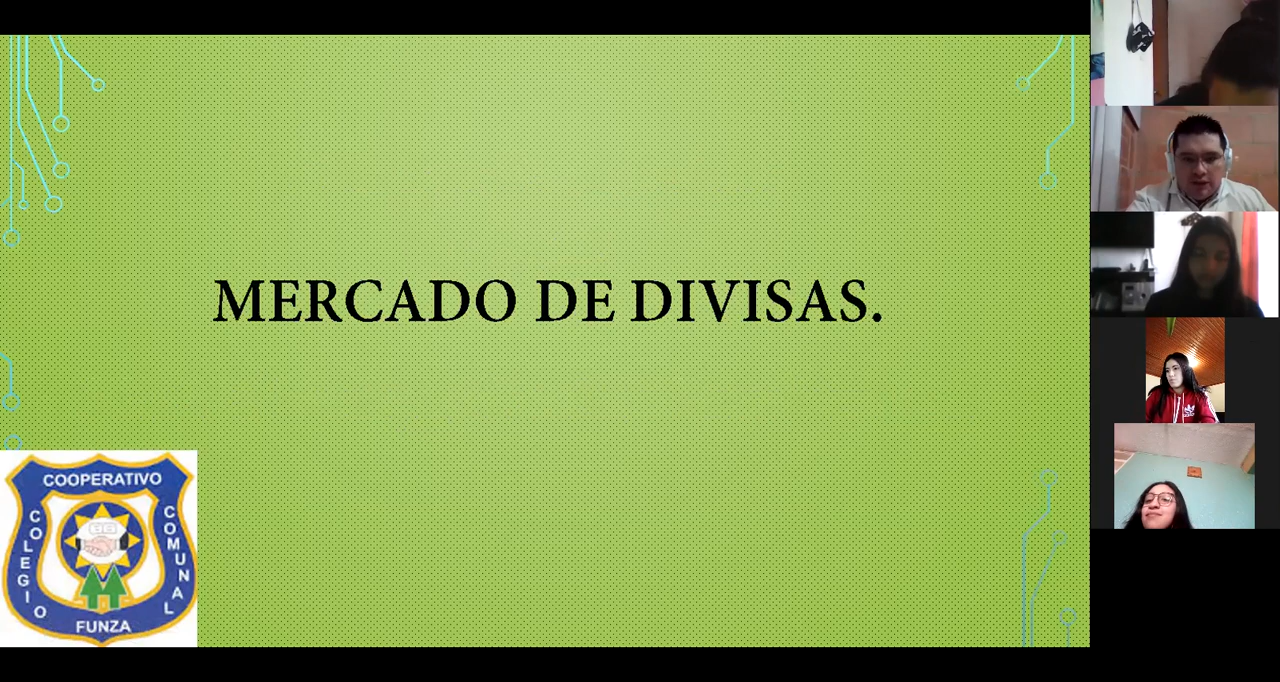 MERCADO DE DIVISAS.
COOPERATIVO
COLEGIO
COMUNAL
FUNZA